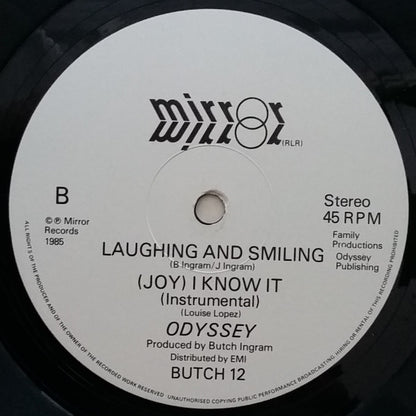 mirror
mirror
(RLR)
B
℗ © Mirror
Records
1985
Stereo
45 RPM
Family
Productions
Odyssey
Publishing
LAUGHING AND SMILING
(B Ingram/J Ingram)
(JOY) I KNOW IT
(Instrumental)
(Louise Lopez)
ODYSSEY
Produced by Butch Ingram
Distributed by EMI
BUTCH 12
ALL RIGHTS OF THE PRODUCER AND OF THE OWNER OF THE RECORDED WORK RESERVED · UNAUTHORISED COPYING PUBLIC PERFORMANCE BROADCASTING, HIRING OR RENTAL OF THIS RECORDING PROHIBITED